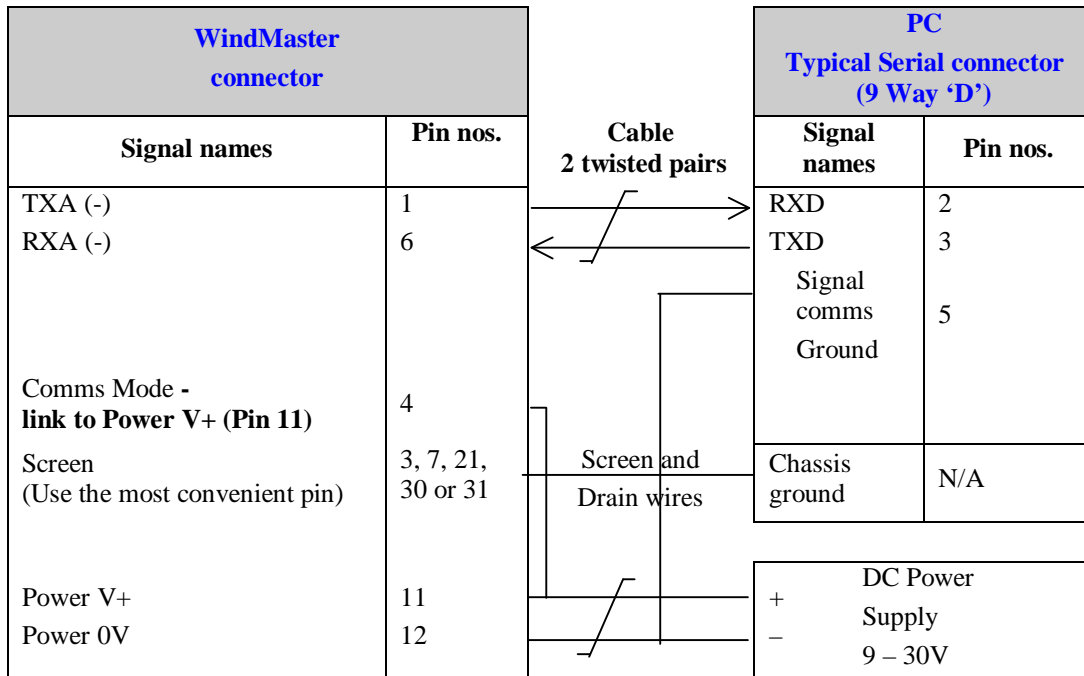 WindMaster
connector
PC
Typical Serial connector
(9 Way ‘D’)
Signal names
Pin nos.
Cable
2 twisted pairs
Signal
names
Pin nos.
TXA (-)
1
RXD
2
RXA (-)
6
TXD
3
Signal
comms
Ground
5
Comms Mode -
link to Power V+ (Pin 11)
4
Screen
(Use the most convenient pin)
3, 7, 21,
30 or 31
Screen and
Drain wires
Chassis
ground
N/A
Power V+
11
+
Power 0V
12
–
DC Power
Supply
9 – 30V